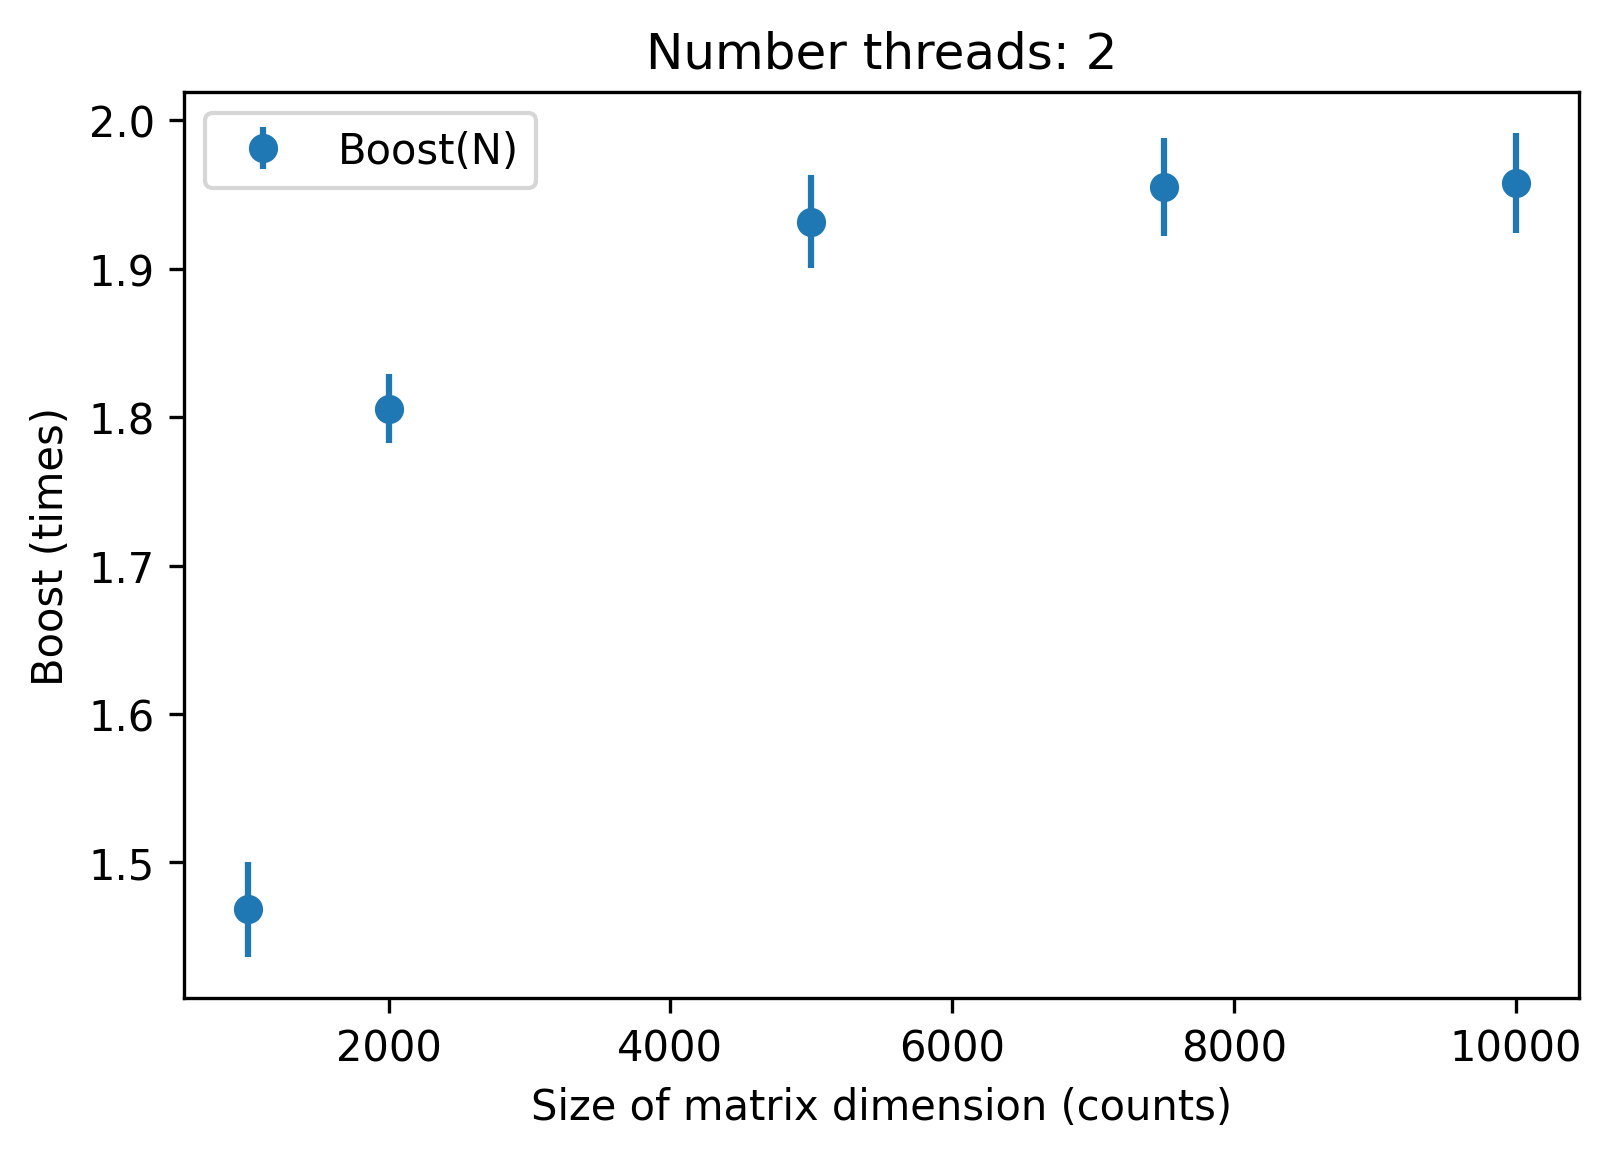 Number threads: 2
Boost(N)
Boost (times)
2.0
1.9
1.8
1.7
1.6
1.5
2000
4000
6000
8000
10000
Size of matrix dimension (counts)